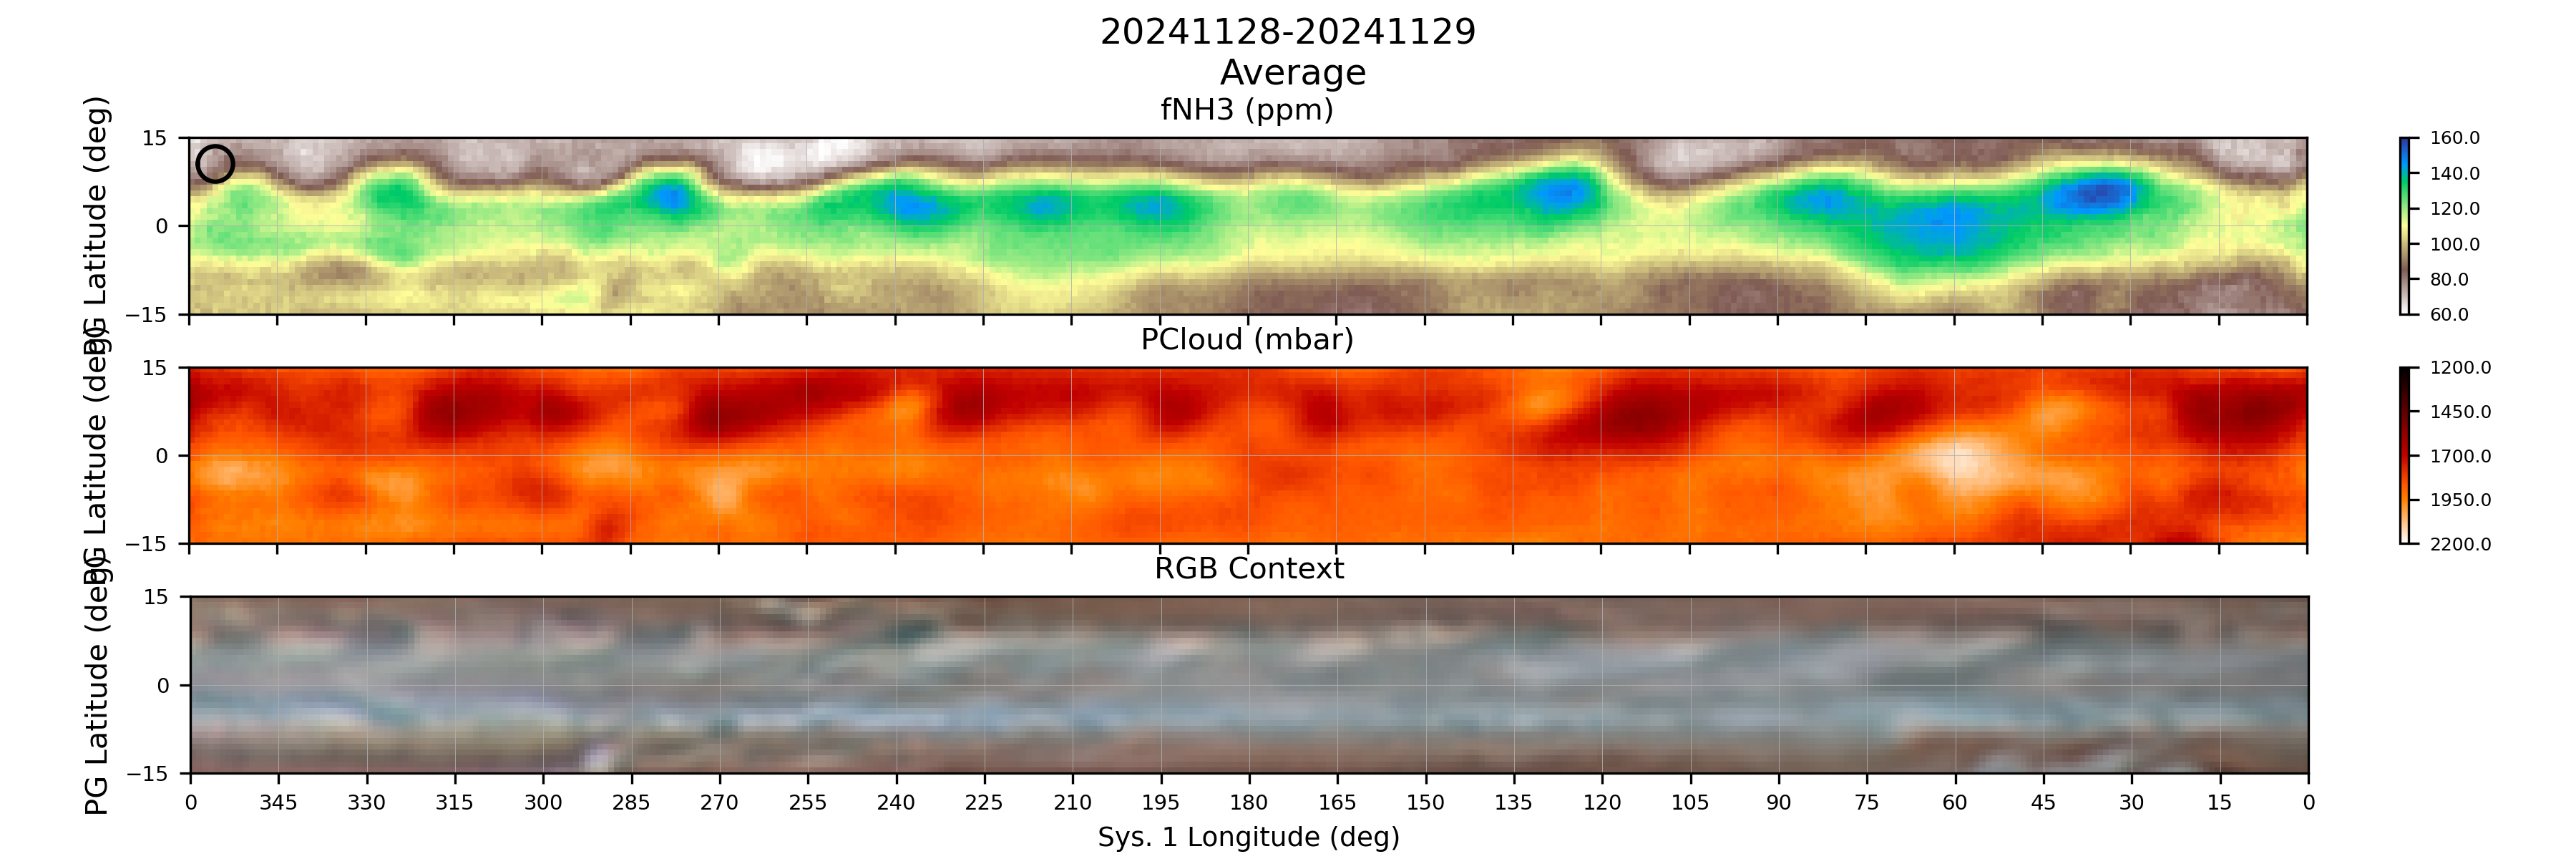 20241128-20241129
Average
fNH3 (ppm)
PG Latitude (deg)
15
0
−15
160.0
140.0
120.0
100.0
80.0
60.0
PCloud (mbar)
PG Latitude (deg)
15
0
−15
1200.0
1450.0
1700.0
1950.0
2200.0
RGB Context
PG Latitude (deg)
15
0
−15
0 345 330 315 300 285 270 255 240 225 210 195 180 165 150 135 120 105 90 75 60 45 30 15 0
Sys. 1 Longitude (deg)